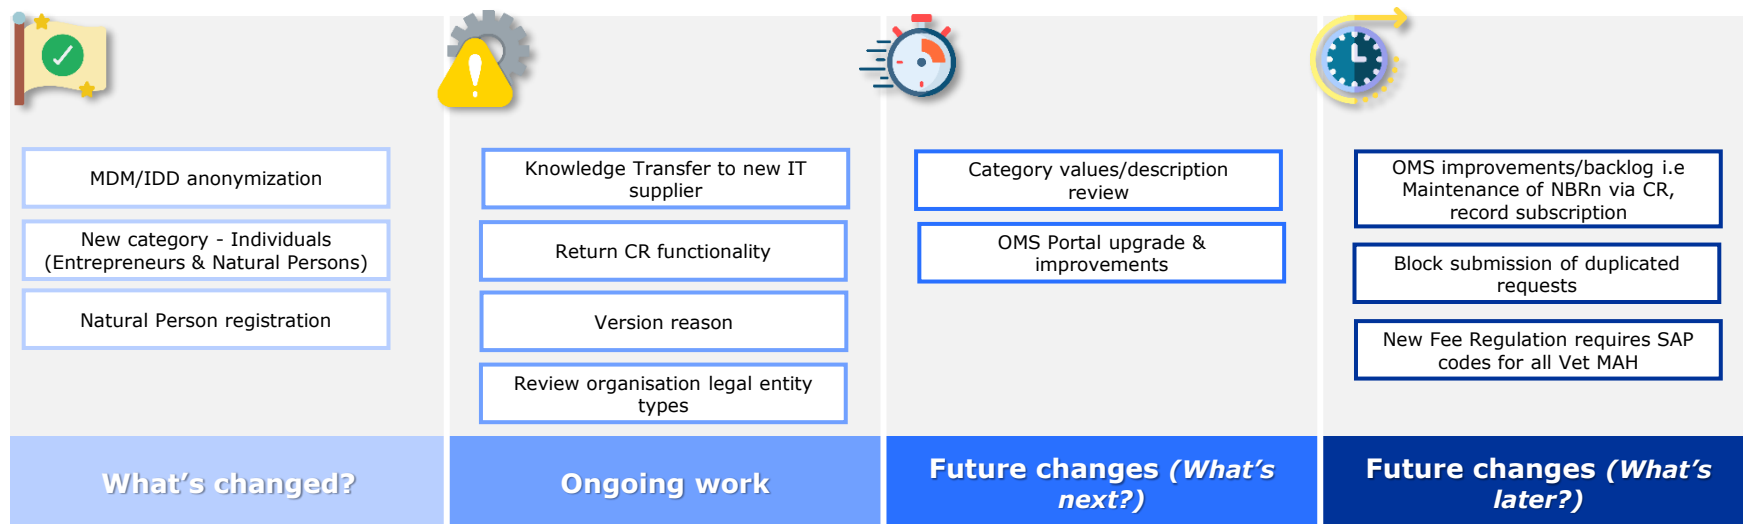 MDM/IDD anonymization
New category - Individuals
(Entrepreneurs & Natural Persons)
Natural Person registration
What's changed?
Knowledge Transfer to new IT
supplier
Return CR functionality
Version reason
Review organisation legal entity
types
Ongoing work
Category values/description
review
OMS Portal upgrade &
improvements
Future changes (What's
next?)
OMS improvements/backlog i.e
Maintenance of NBRn via CR,
record subscription
Block submission of duplicated
requests
New Fee Regulation requires SAP
codes for all Vet MAH
Future changes (What's
later?)